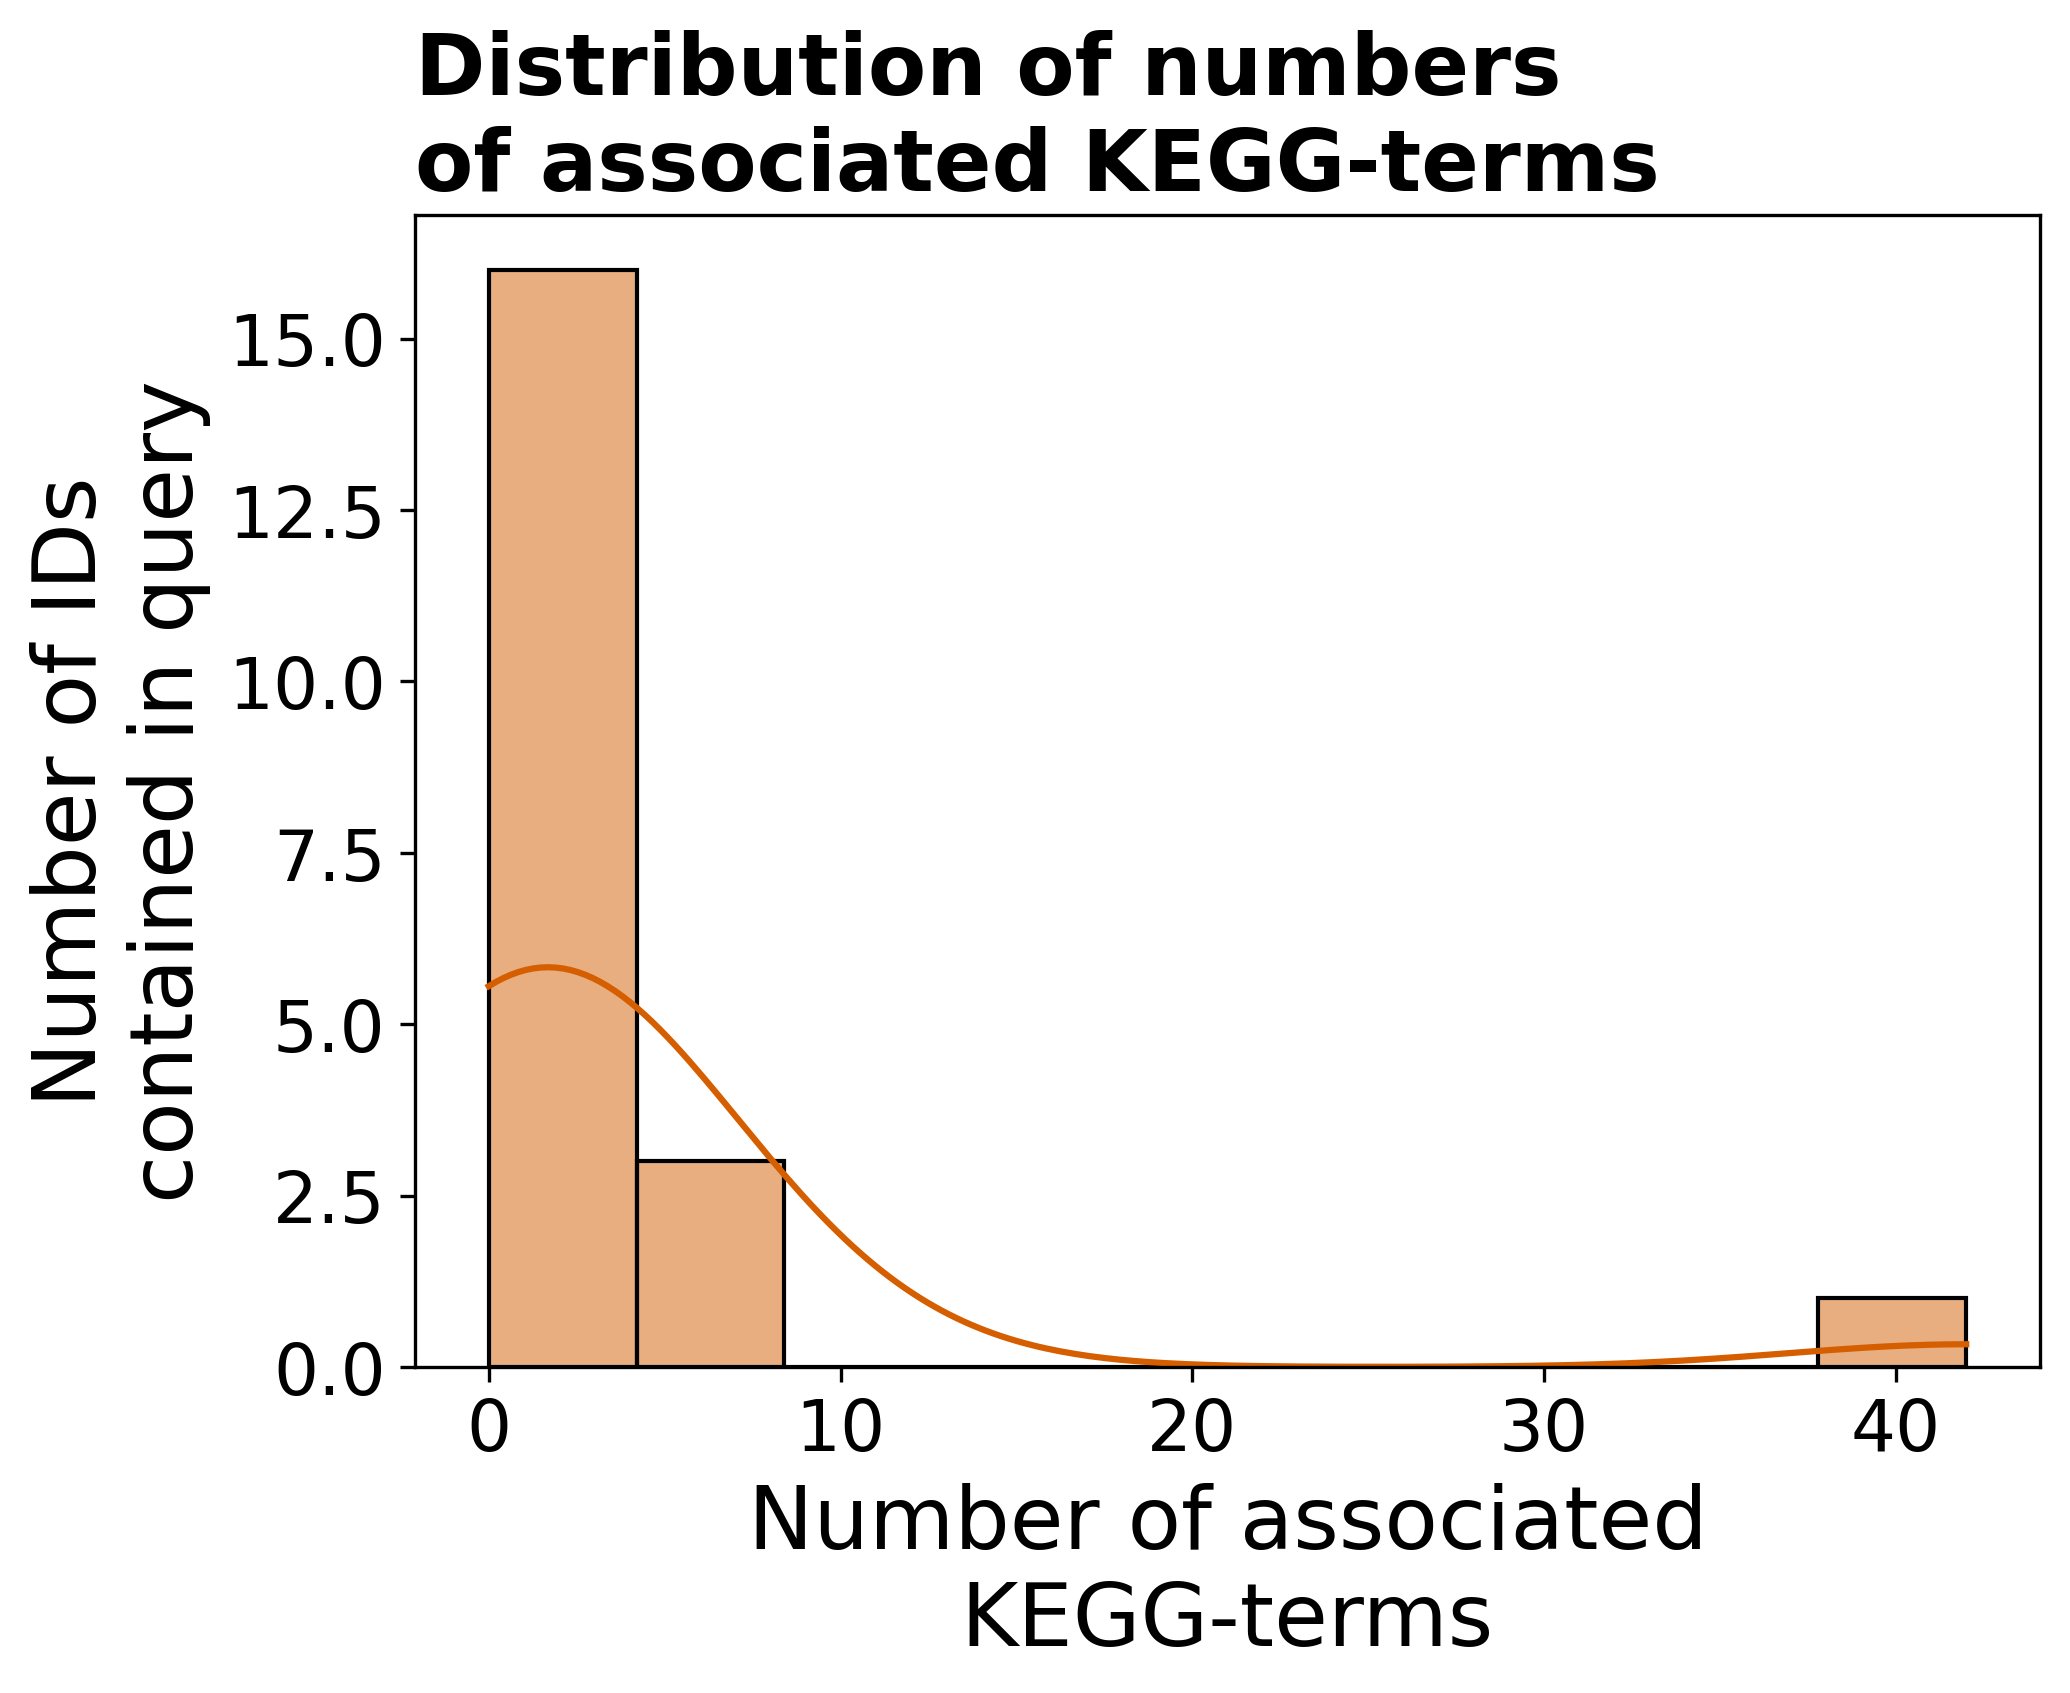 Distribution of numbers
of associated KEGG-terms
Number of IDs
contained in query
15.0
12.5
10.0
7.5
5.0
2.5
0.0
0 10 20 30 40
Number of associated
KEGG-terms